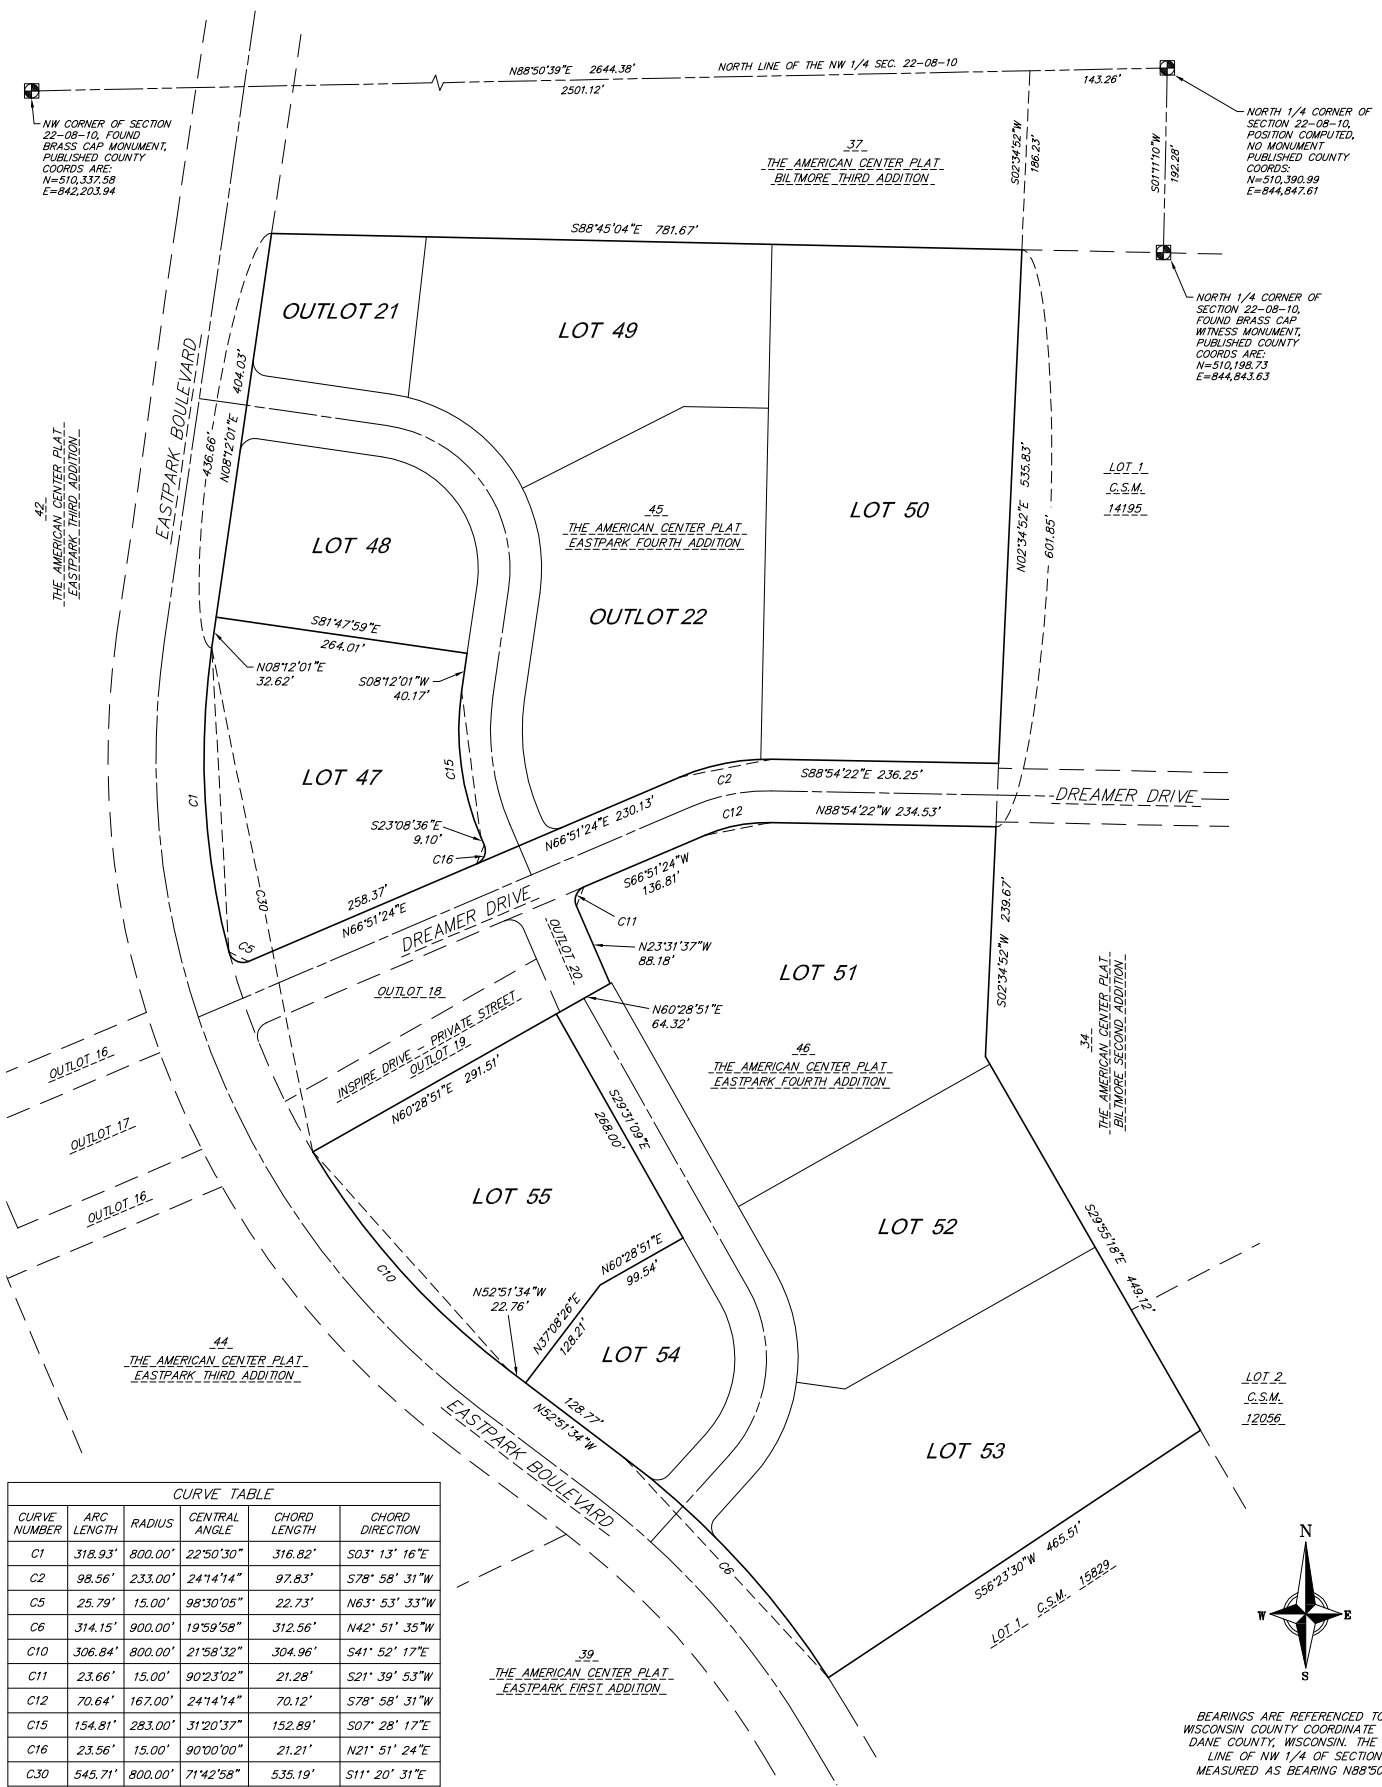 N88°50'39"E 2644.38'
NORTH LINE OF THE NW 1/4 SEC. 22-08-10
2501.12'
143.26'
NW CORNER OF SECTION
22-08-10, FOUND
BRASS CAP MONUMENT,
PUBLISHED COUNTY
COORDS ARE:
N=510,337.58
E=842,203.94
NORTH 1/4 CORNER OF
SECTION 22-08-10,
POSITION COMPUTED,
NO MONUMENT
PUBLISHED COUNTY
COORDS:
N=510,390.99
E=844,847.61
S02°34'52"W
186.23'
S01°11'10"W
192.28'
37
THE AMERICAN CENTER PLAT
BILTMORE THIRD ADDITION
S88°45'04"E 781.67'
NORTH 1/4 CORNER OF
SECTION 22-08-10,
FOUND BRASS CAP
WITNESS MONUMENT,
PUBLISHED COUNTY
COORDS ARE:
N=510,198.73
E=844,843.63
OUTLOT 21
LOT 49
EASTPARK BOULEVARD
404.03'
436.66'
N08°12'01"E
42
THE AMERICAN CENTER PLAT
EASTPARK THIRD ADDITION
LOT 48
45
THE AMERICAN CENTER PLAT
EASTPARK FOURTH ADDITION
LOT 50
N02°34'52"E 535.83'
601.85'
LOT 1
C.S.M.
14195
OUTLOT 22
S81°47'59"E
264.01'
N08°12'01"E
32.62'
S08°12'01"W
40.17'
LOT 47
C1
C15
C2
S88°54'22"E 236.25'
DREAMER DRIVE
C12
N88°54'22"W 234.53'
S23°08'36"E
9.10'
C16
N66°51'24"E 230.13'
S66°51'24"W
136.81'
C30
258.37'
N66°51'24"E
DREAMER DRIVE
C5
C11
OUTLOT 20
N23°31'37"W
88.18'
LOT 51
S02°34'52"W 239.67'
OUTLOT 18
INSPIRE DRIVE - PRIVATE STREET
OUTLOT 19
N60°28'51"E
64.32'
N60°28'51"E 291.51'
46
THE AMERICAN CENTER PLAT
EASTPARK FOURTH ADDITION
34
THE AMERICAN CENTER PLAT
BILTMORE SECOND ADDITION
OUTLOT 16
OUTLOT 17
OUTLOT 16
S29°31'09"E
268.00'
LOT 55
LOT 52
S29°55'18"E 449.12'
C10
N60°28'51"E
99.54'
N52°51'34"W
22.76'
N37°08'26"E
128.21'
LOT 54
44
THE AMERICAN CENTER PLAT
EASTPARK THIRD ADDITION
128.77'
N52°51'34"W
EASTPARK BOULEVARD
LOT 53
LOT 2
C.S.M.
12056
C6
S56°23'30"W 465.51'
LOT 1 C.S.M. 15829
39
THE AMERICAN CENTER PLAT
EASTPARK FIRST ADDITION
CURVE TABLE
CURVE NUMBER ARC LENGTH RADIUS CENTRAL ANGLE CHORD LENGTH CHORD DIRECTION
C1 318.93' 800.00' 22°50'30" 316.82' S03° 13' 16"E
C2 98.56' 233.00' 24°14'14" 97.83' S78° 58' 31"W
C5 25.79' 15.00' 98°30'05" 22.73' N63° 53' 33"W
C6 314.15' 900.00' 19°59'58" 312.56' N42° 51' 35"W
C10 306.84' 800.00' 21°58'32" 304.96' S41° 52' 17"E
C11 23.66' 15.00' 90°23'02" 21.28' S21° 39' 53"W
C12 70.64' 167.00' 24°14'14" 70.12' S78° 58' 31"W
C15 154.81' 283.00' 31°20'37" 152.89' S07° 28' 17"E
C16 23.56' 15.00' 90°00'00" 21.21' N21° 51' 24"E
C30 545.71' 800.00' 71°42'58" 535.19' S11° 20' 31"E
N
W E
S
BEARINGS ARE REFERENCED TO
WISCONSIN COUNTY COORDINATE
DANE COUNTY, WISCONSIN. THE
LINE OF NW 1/4 OF SECTION
MEASURED AS BEARING N88°50